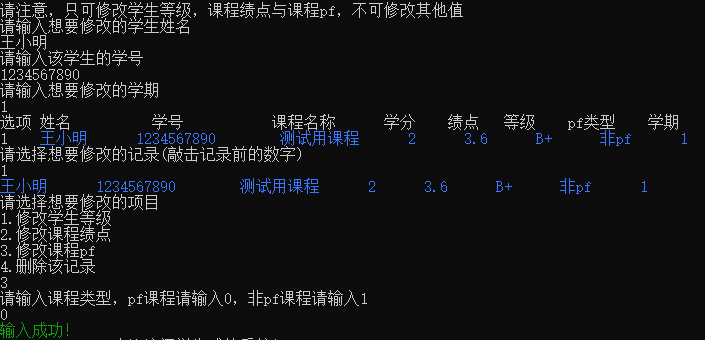 请注意，只可修改学生等级，课程绩点与课程pf，不可修改其他值
请输入想要修改的学生姓名
王小明
请输入该学生的学号
1234567890
请输入想要修改的学期
1
选项 姓名 学号 课程名称 学分 绩点 等级 pf类型 学期
1 王小明 1234567890 测试用课程 2 3.6 B+ 非pf 1
请选择想要修改的记录(敲击记录前的数字)
1
王小明 1234567890 测试用课程 2 3.6 B+ 非pf 1
请选择想要修改的项目
1.修改学生等级
2.修改课程绩点
3.修改课程pf
4.删除该记录
3
请输入课程类型，pf课程请输入0，非pf课程请输入1
0
输入成功!